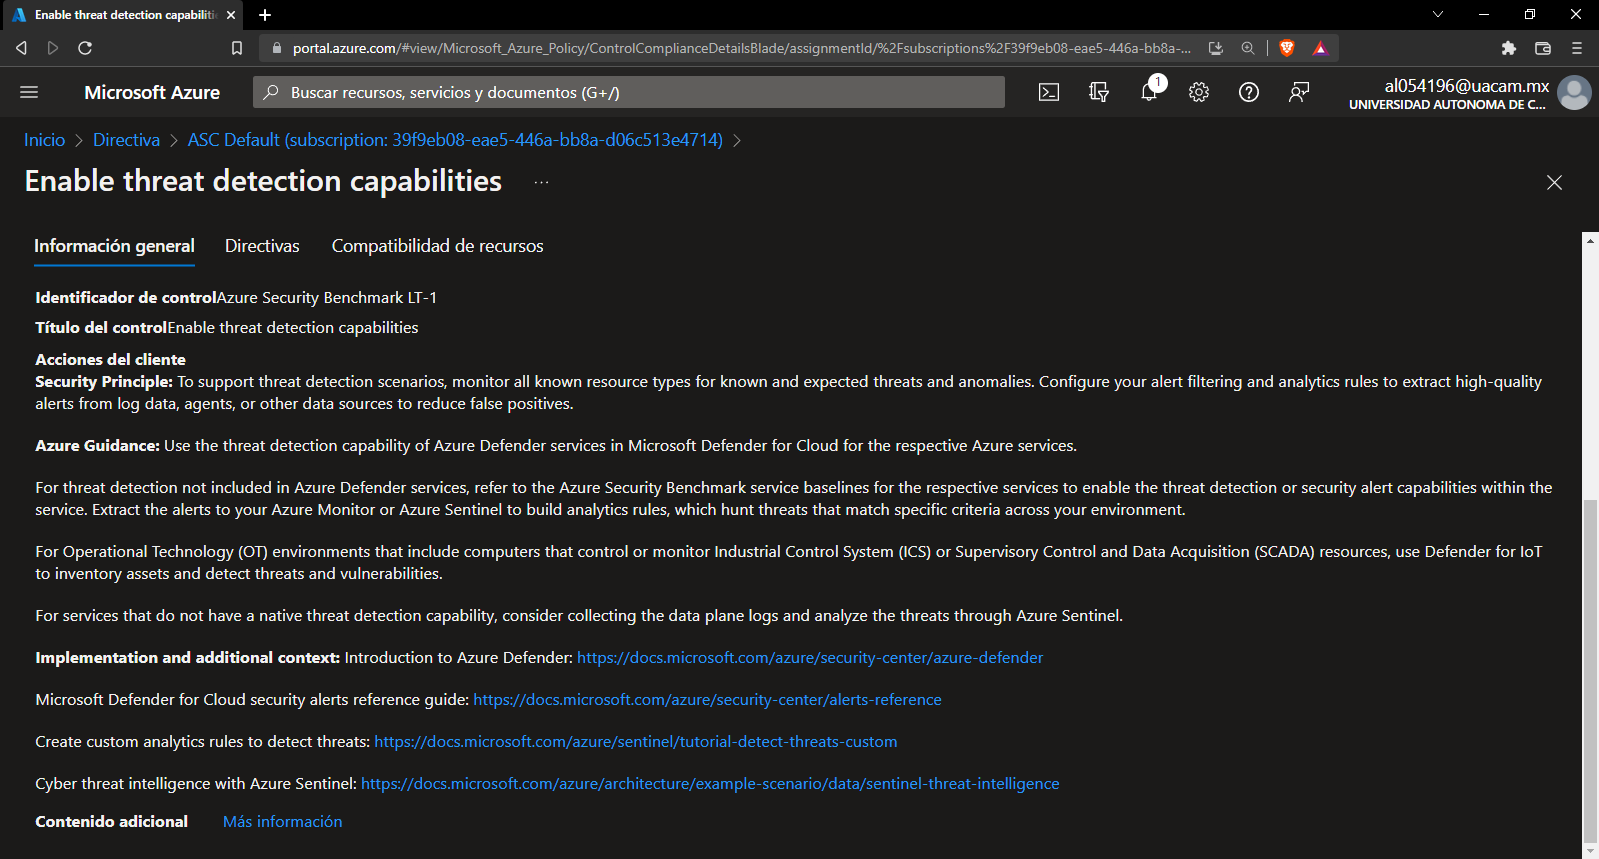 Enable threat detection capabiliti
portal.azure.com/#view/Microsoft_Azure_Policy/ControlComplianceDetailsBlade/assignmentId/%2Fsubscriptions%2F39f9eb08-eae5-446a-bb8a-...
Microsoft Azure
Buscar recursos, servicios y documentos (G+/)
1
al054196@uacam.mx
UNIVERSIDAD AUTONOMA DE C...
Inicio > Directiva > ASC Default (subscription: 39f9eb08-eae5-446a-bb8a-d06c513e4714) >
Enable threat detection capabilities ...
Información general Directivas Compatibilidad de recursos
Identificador de controlAzure Security Benchmark LT-1
Título del controlEnable threat detection capabilities
Acciones del cliente
Security Principle: To support threat detection scenarios, monitor all known resource types for known and expected threats and anomalies. Configure your alert filtering and analytics rules to extract high-quality
alerts from log data, agents, or other data sources to reduce false positives.
Azure Guidance: Use the threat detection capability of Azure Defender services in Microsoft Defender for Cloud for the respective Azure services.
For threat detection not included in Azure Defender services, refer to the Azure Security Benchmark service baselines for the respective services to enable the threat detection or security alert capabilities within the
service. Extract the alerts to your Azure Monitor or Azure Sentinel to build analytics rules, which hunt threats that match specific criteria across your environment.
For Operational Technology (OT) environments that include computers that control or monitor Industrial Control System (ICS) or Supervisory Control and Data Acquisition (SCADA) resources, use Defender for IoT
to inventory assets and detect threats and vulnerabilities.
For services that do not have a native threat detection capability, consider collecting the data plane logs and analyze the threats through Azure Sentinel.
Implementation and additional context: Introduction to Azure Defender: https://docs.microsoft.com/azure/security-center/azure-defender
Microsoft Defender for Cloud security alerts reference guide: https://docs.microsoft.com/azure/security-center/alerts-reference
Create custom analytics rules to detect threats: https://docs.microsoft.com/azure/sentinel/tutorial-detect-threats-custom
Cyber threat intelligence with Azure Sentinel: https://docs.microsoft.com/azure/architecture/example-scenario/data/sentinel-threat-intelligence
Contenido adicional Más información